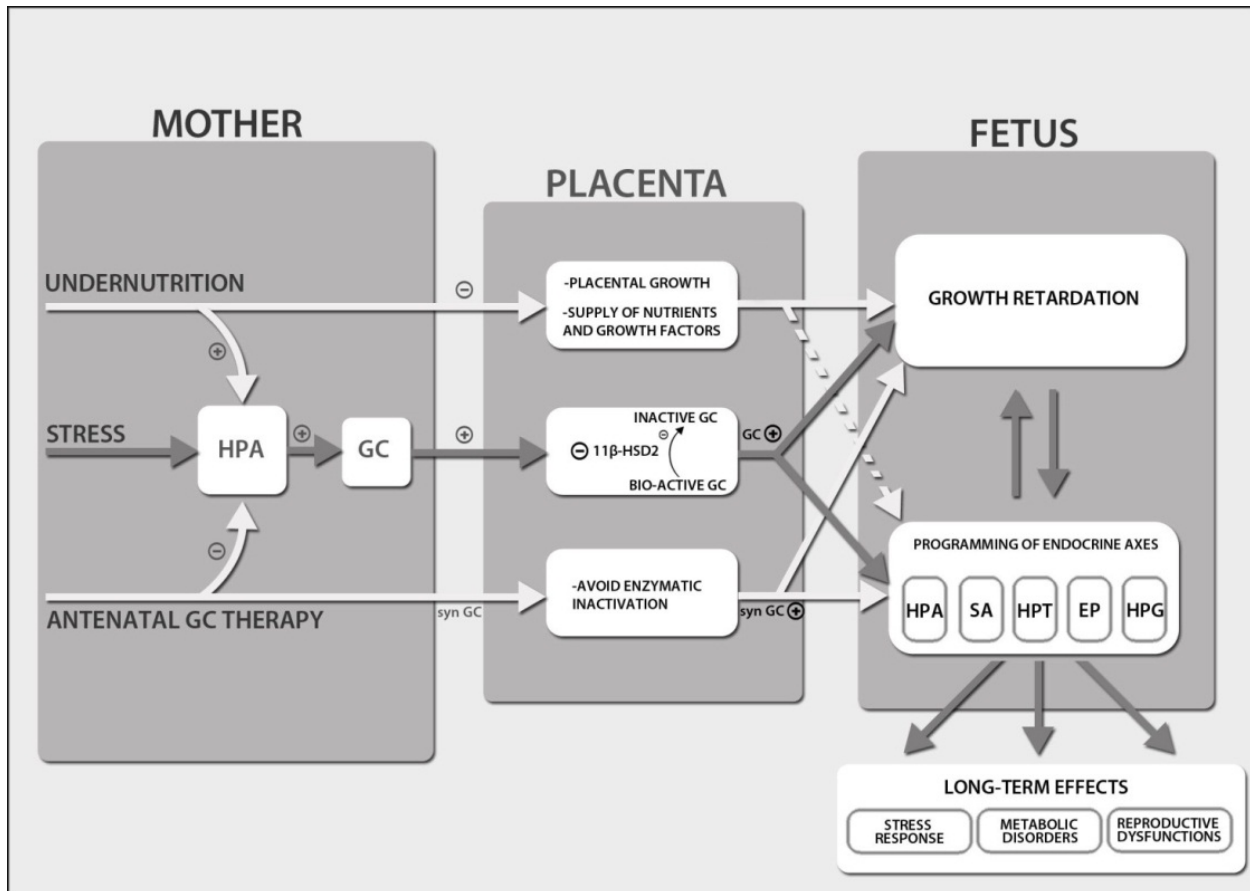 MOTHER
PLACENTA
FETUS
UNDERNUTRITION
⊖
-PLACENTAL GROWTH
-SUPPLY OF NUTRIENTS
AND GROWTH FACTORS
GROWTH RETARDATION
⊕
STRESS
HPA
⊕
GC
⊕
INACTIVE GC
⊖
⊖ 11β-HSD2
BIO-ACTIVE GC
GC ⊕
⊖
ANTENATAL GC THERAPY
syn GC
-AVOID ENZYMATIC
INACTIVATION
syn GC ⊕
PROGRAMMING OF ENDOCRINE AXES
HPA SA HPT EP HPG
LONG-TERM EFFECTS
STRESS
RESPONSE
METABOLIC
DISORDERS
REPRODUCTIVE
DYSFUNCTIONS